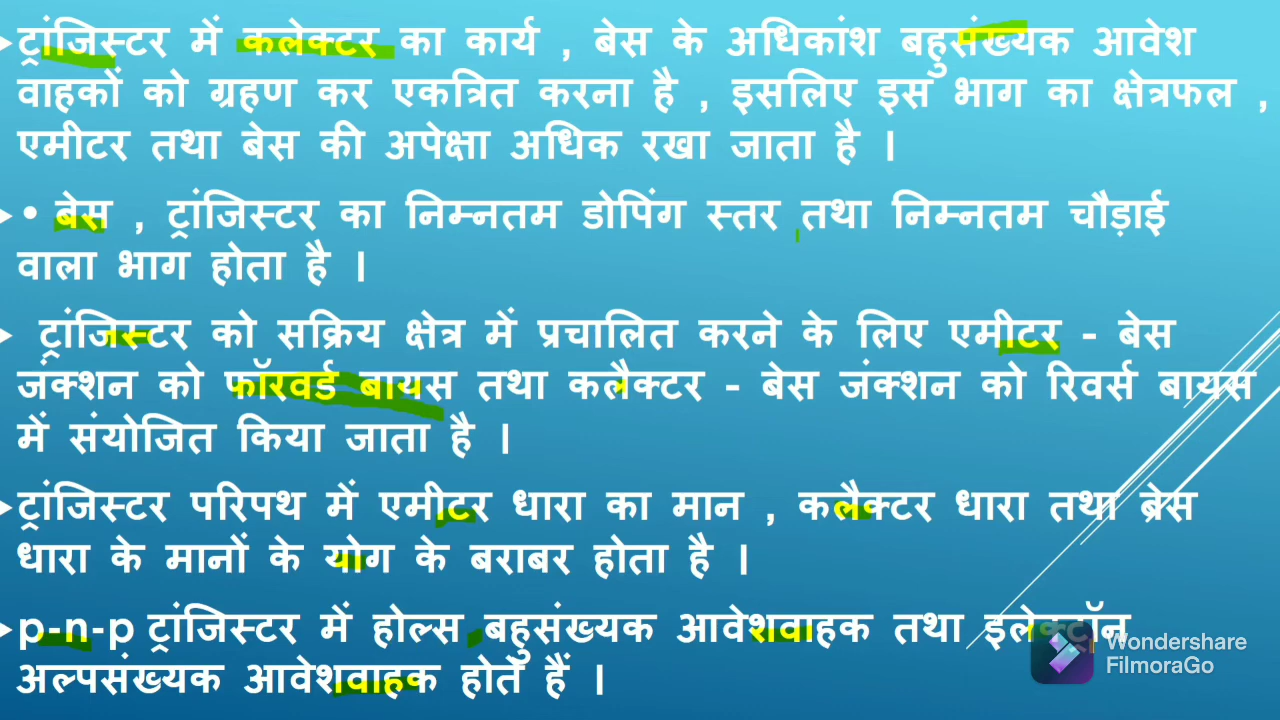 ट्रांजिस्टर में कलेक्टर का कार्य , बेस के अधिकांश बहुसंख्यक आवेश
वाहकों को ग्रहण कर एकत्रित करना है , इसलिए इस भाग का क्षेत्रफल ,
एमीटर तथा बेस की अपेक्षा अधिक रखा जाता है ।
• बेस , ट्रांजिस्टर का निम्नतम डोपिंग स्तर तथा निम्नतम चौड़ाई
वाला भाग होता है ।
ट्रांजिस्टर को सक्रिय क्षेत्र में प्रचालित करने के लिए एमीटर - बेस
जंक्शन को फॉरवर्ड बायस तथा कलैक्टर - बेस जंक्शन को रिवर्स बायस
में संयोजित किया जाता है ।
ट्रांजिस्टर परिपथ में एमीटर धारा का मान , कलैक्टर धारा तथा ब्रेस
धारा के मानों के योग के बराबर होता है ।
p-n-p ट्रांजिस्टर में होल्स बहुसंख्यक आवेशवाहक तथा इलेक्ट्रॉन
अल्पसंख्यक आवेशवाहक होते हैं ।
Wondershare
FilmoraGo